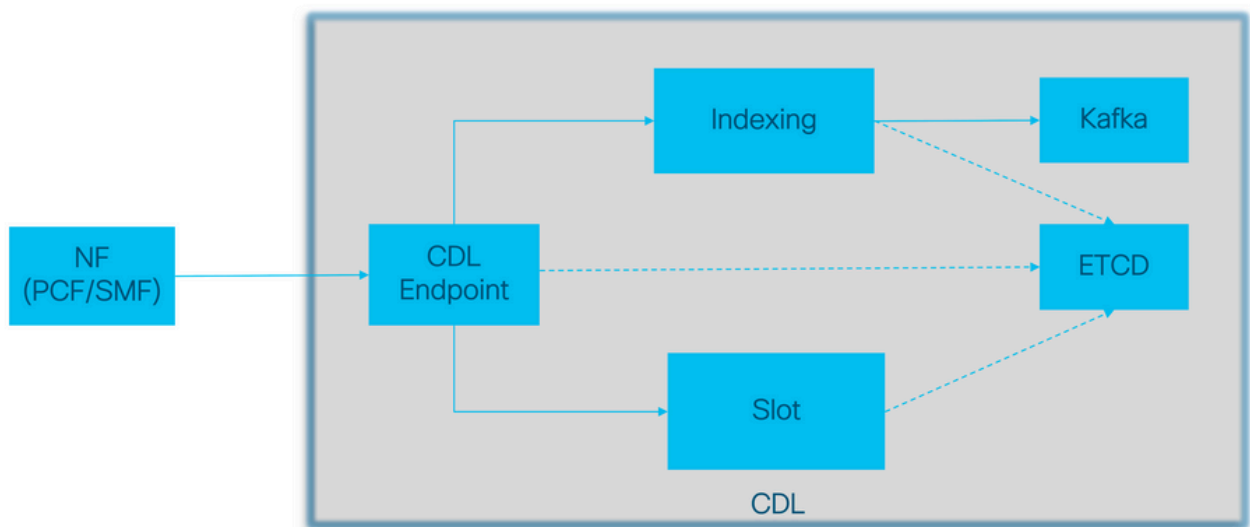 Indexing
Kafka
NF
(PCF/SMF)
CDL
Endpoint
ETCD
Slot
CDL